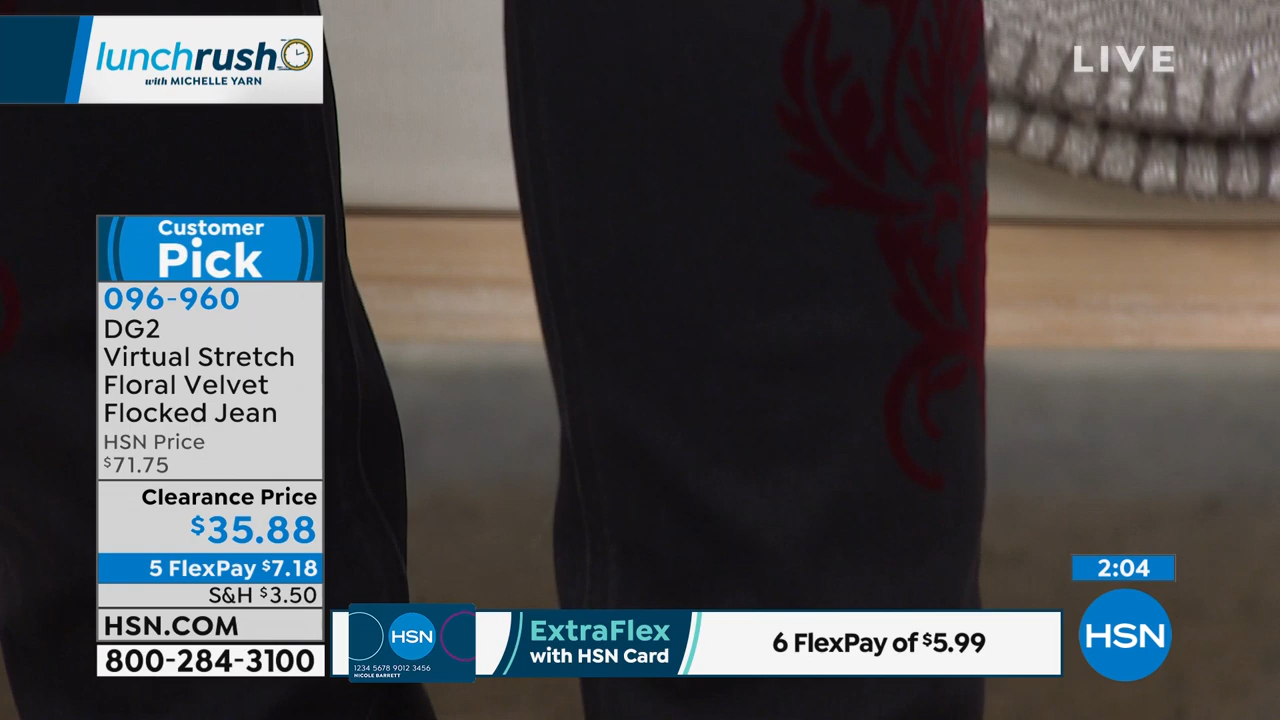 lunchrush
with MICHELLE YARN
LIVE
Customer
Pick
096-960
DG2
Virtual Stretch
Floral Velvet
Flocked Jean
HSN Price
$71.75
Clearance Price
$35.88
5 FlexPay $7.18
S&H $3.50
HSN.COM
800-284-3100
HSN
1234 5678 9012 3456
NICOLE BARRETT
ExtraFlex
with HSN Card
6 FlexPay of $5.99
2:04
HSN